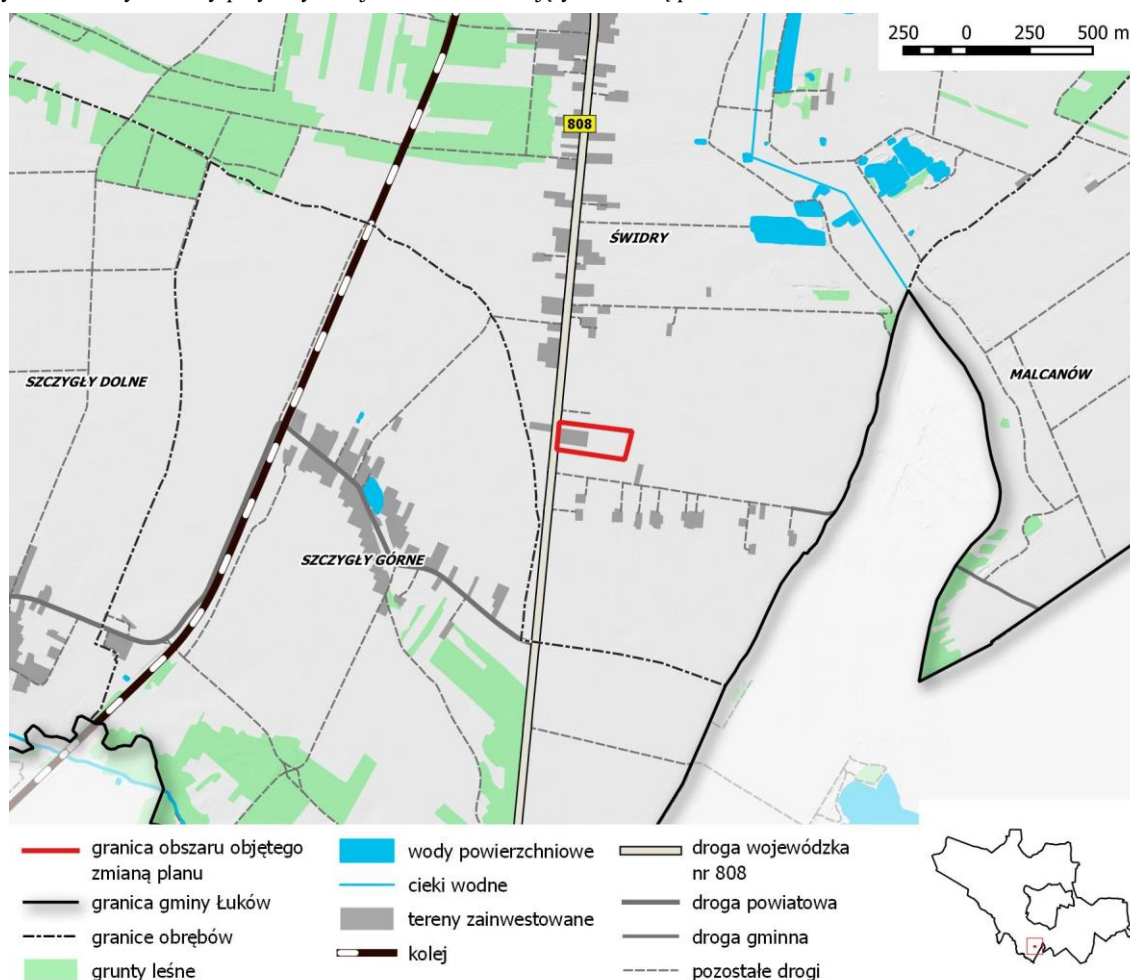 250 0 250 500 m
808
ŚWIDRY
SZCZYGŁY DOLNE
MALCANÓW
SZCZYGŁY GÓRNE
granica obszaru objętego
zmianą planu
granica gminy Łuków
granice obrębów
grunty leśne
wody powierzchniowe
cieki wodne
tereny zainwestowane
kolej
droga wojewódzka
nr 808
droga powiatowa
droga gminna
pozostałe drogi